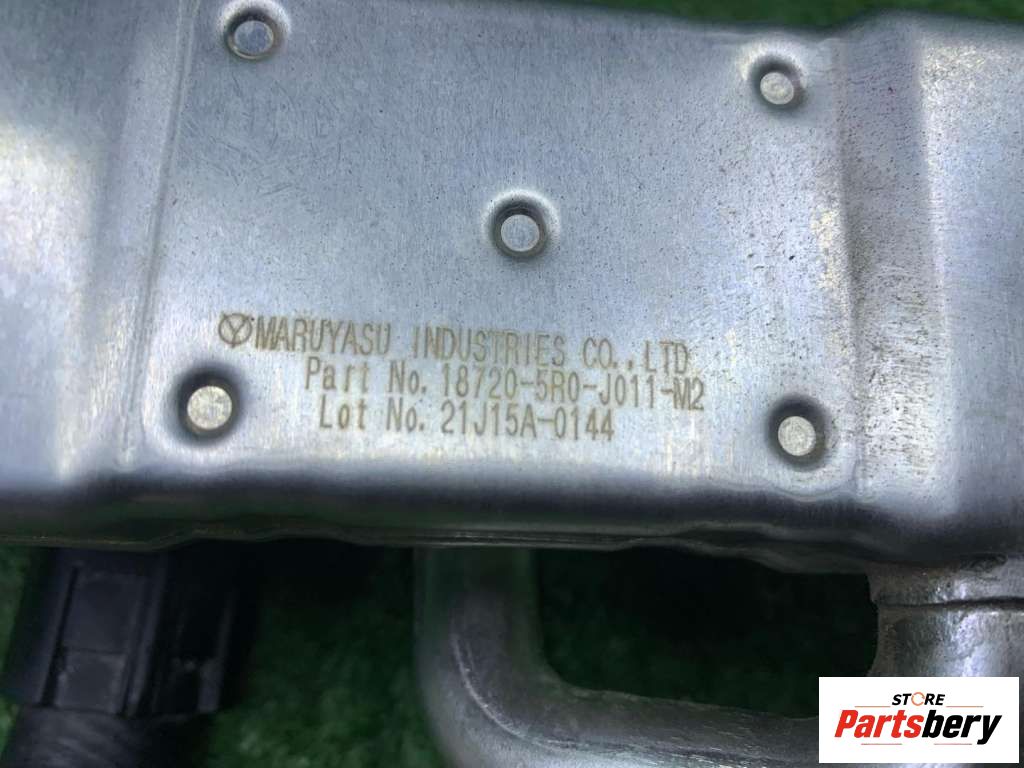 MARUYASU INDUSTRIES CO.,LTD.
Part No. 18720-5R0-J011-M2
Lot No. 21J15A-0144
STORE
Partsbery